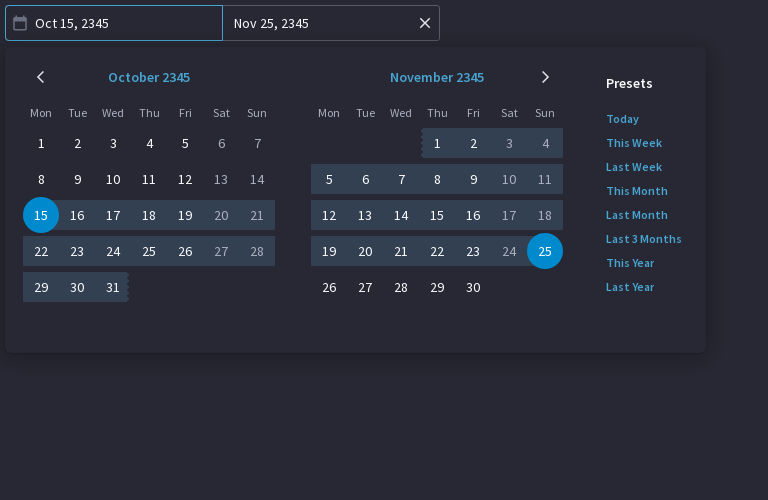 Oct 15, 2345 Nov 25, 2345
October 2345
Mon Tue Wed Thu Fri Sat Sun
1 2 3 4 5 6 7
8 9 10 11 12 13 14
15 16 17 18 19 20 21
22 23 24 25 26 27 28
29 30 31
November 2345
Mon Tue Wed Thu Fri Sat Sun
1 2 3 4
5 6 7 8 9 10 11
12 13 14 15 16 17 18
19 20 21 22 23 24 25
26 27 28 29 30
Presets
Today
This Week
Last Week
This Month
Last Month
Last 3 Months
This Year
Last Year